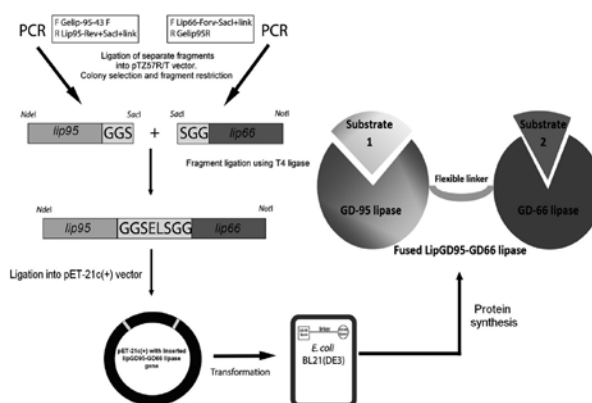 PCR
F Gelip-95-43 F
R Lip95-Rev+SacI+link
F Lip66-Forv-SacI+link
R Gelip95R
PCR
Ligation of separate fragments
into pTZ57R/T vector.
Colony selection and fragment restriction
NdeI
SacI
SacI
NotI
lip95 GGS + SGG lip66
Fragment ligation using T4 ligase
NdeI
NotI
lip95 GGSELSGG lip66
Ligation into pET-21c(+) vector
pET-21c(+) with inserted
lipGD95-GD66 lipase
gene
Transformation
linker
E. coli
BL21(DE3)
Protein
synthesis
Substrate
1
Substrate
2
Flexible linker
GD-95 lipase
GD-66 lipase
Fused LipGD95-GD66 lipase